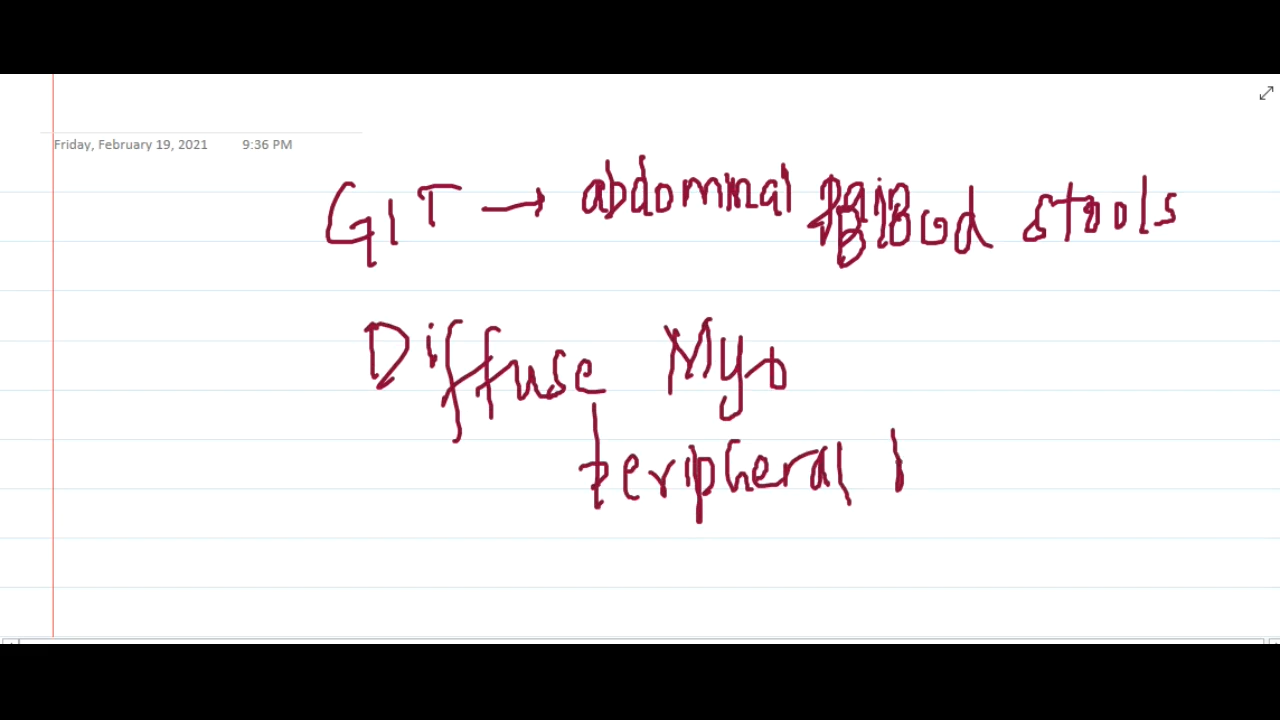 Friday, February 19, 2021 9:36 PM
GIT → abdominal pain Blood stools
Diffuse Myo
Peripheral